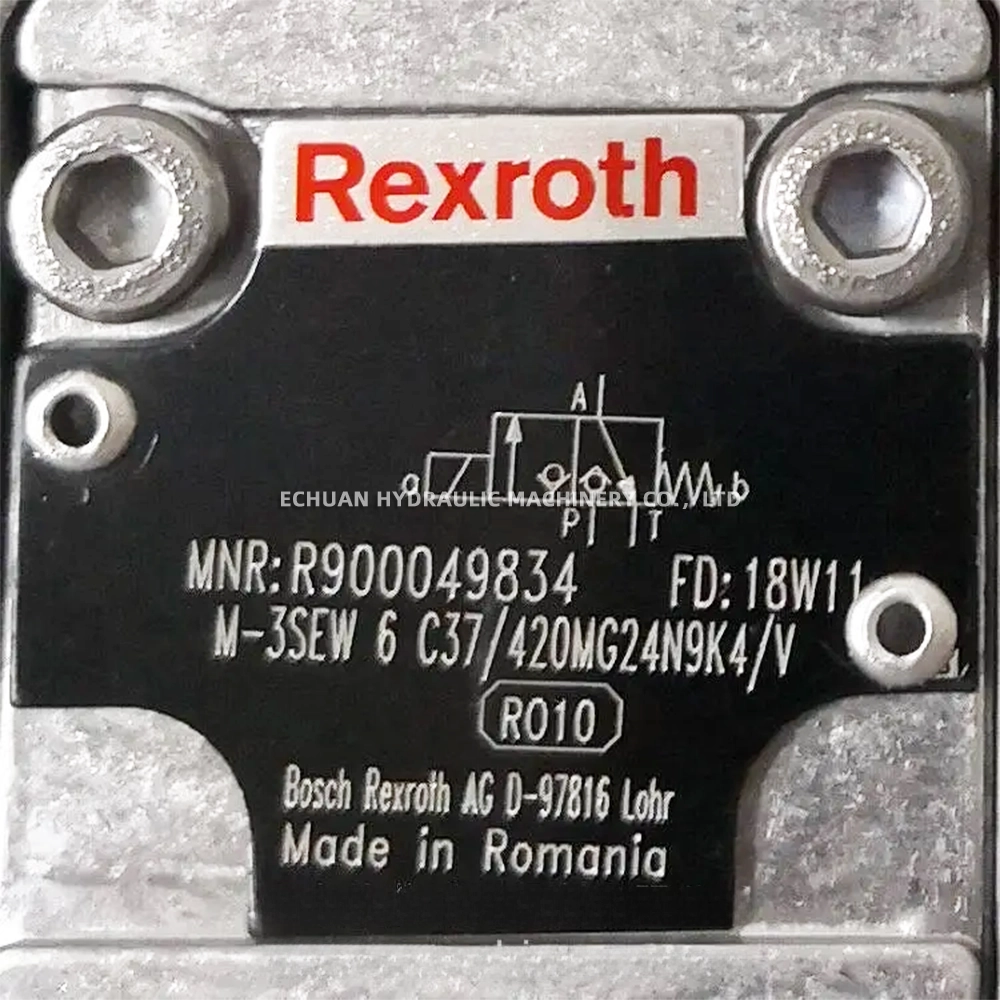 Rexroth
A
a
b
ECHUAN HYDRAULIC MACHINERY CO., LTD
P
T
MNR: R900049834 FD: 18W11
M-3SEW 6 C37/420MG24N9K4/V
R010
Bosch Rexroth AG D-97816 Lohr
Made in Romania